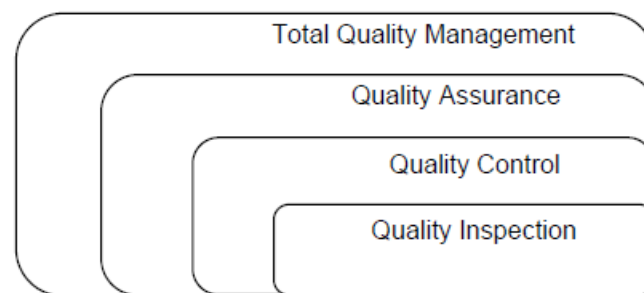 Total Quality Management
Quality Assurance
Quality Control
Quality Inspection